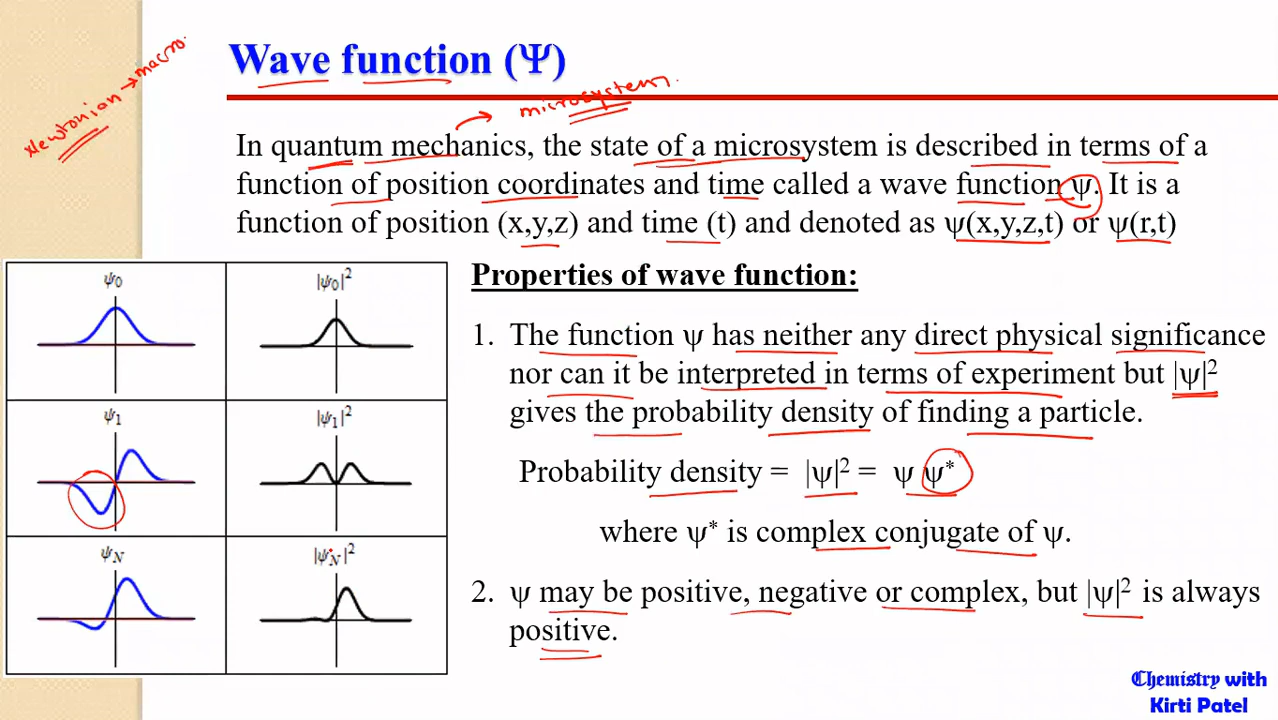 Wave function (Ψ)
Newtonian → macro.
microsystem.
In quantum mechanics, the state of a microsystem is described in terms of a
function of position coordinates and time called a wave function ψ. It is a
function of position (x,y,z) and time (t) and denoted as ψ(x,y,z,t) or ψ(r,t)
Properties of wave function:
1. The function ψ has neither any direct physical significance
nor can it be interpreted in terms of experiment but |ψ|²
gives the probability density of finding a particle.
Probability density = |ψ|² = ψ ψ*
where ψ* is complex conjugate of ψ.
2. ψ may be positive, negative or complex, but |ψ|² is always
positive.
ψ₀ |ψ₀|²
ψ₁ |ψ₁|²
ψ_N |ψ_N|²
Chemistry with
Kirti Patel